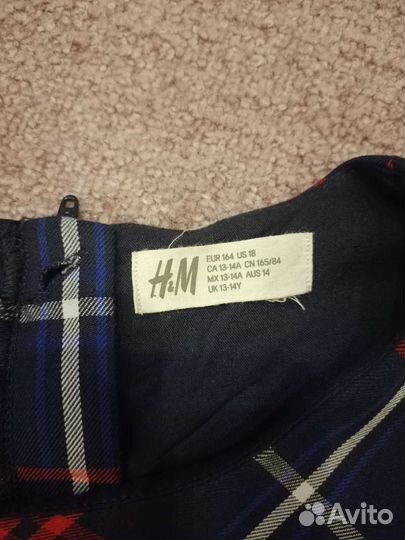 H&M
EUR 164 US 18
CA 13-14A CN 165/84
MX 13-14A AUS 14
UK 13-14Y
Avito